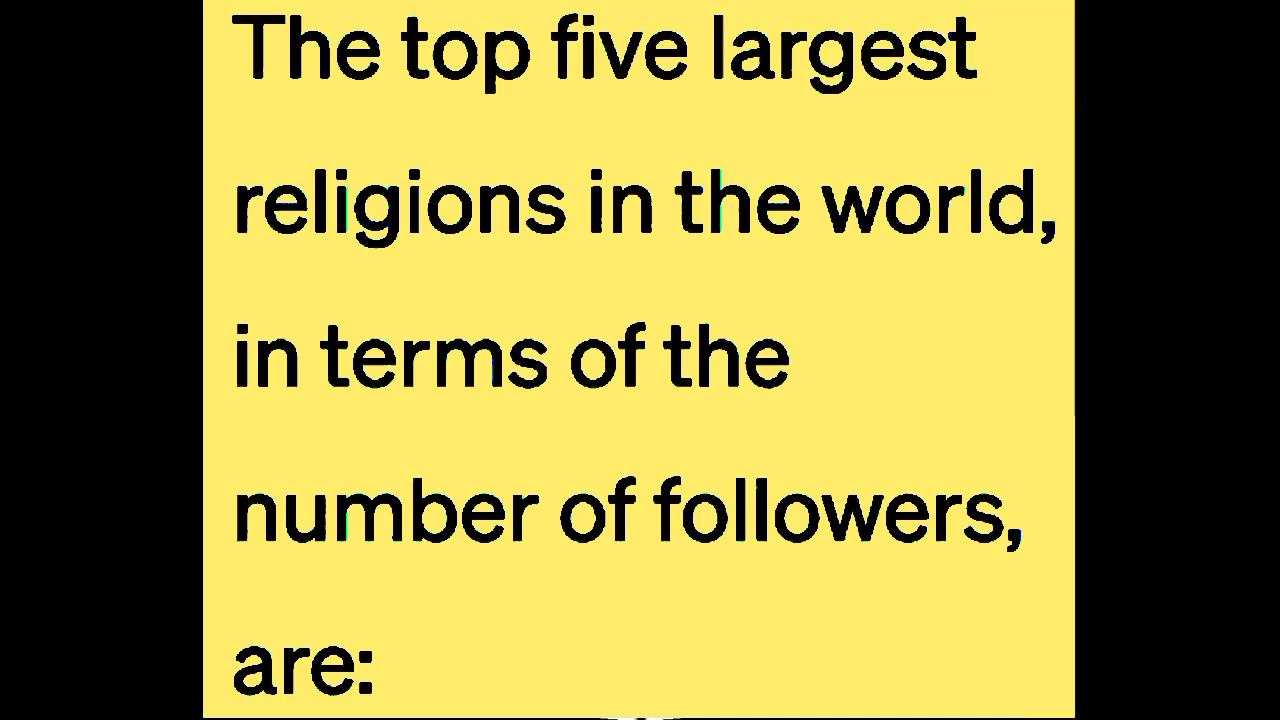 The top five largest
religions in the world,
in terms of the
number of followers,
are: